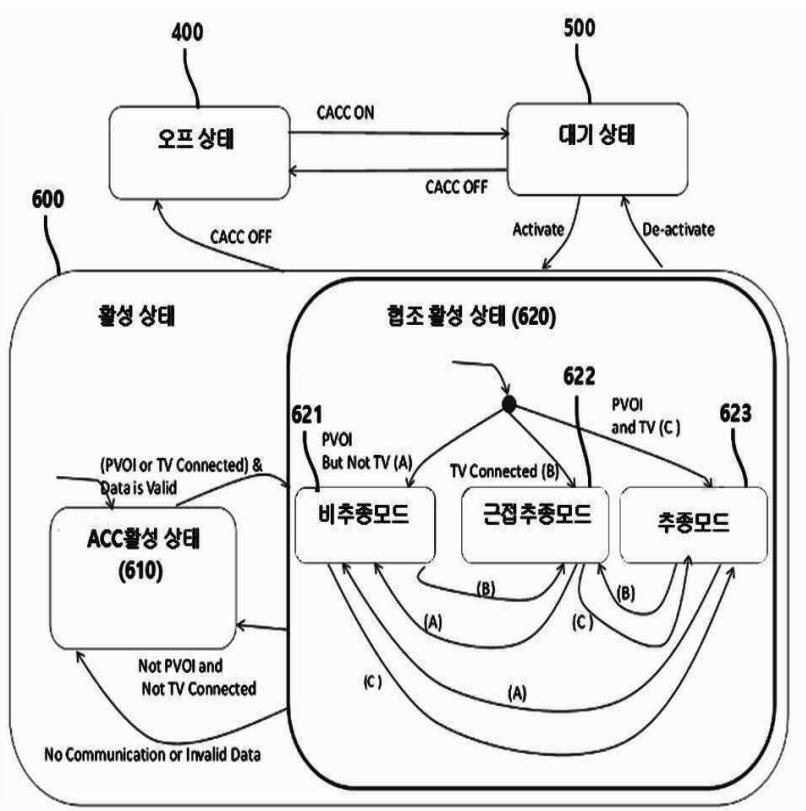 400
500
오프 상태
CACC ON
대기 상태
CACC OFF
600
CACC OFF
Activate
De-activate
활성 상태
협조 활성 상태 (620)
622
621
PVOI
and TV (C )
623
PVOI
But Not TV (A)
TV Connected (B)
(PVOI or TV Connected) &
Data is Valid
비추종모드
근접추종모드
추종모드
ACC활성 상태
(610)
(B)
(B)
(A)
(C )
Not PVOI and
Not TV Connected
(C )
(A)
No Communication or Invalid Data